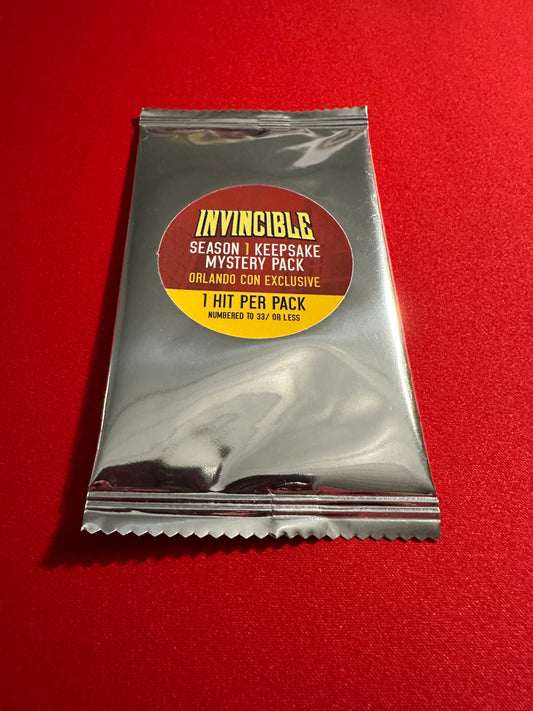 INVINCIBLE
SEASON 1 KEEPSAKE
MYSTERY PACK
ORLANDO CON EXCLUSIVE
1 HIT PER PACK
NUMBERED TO 33/ OR LESS